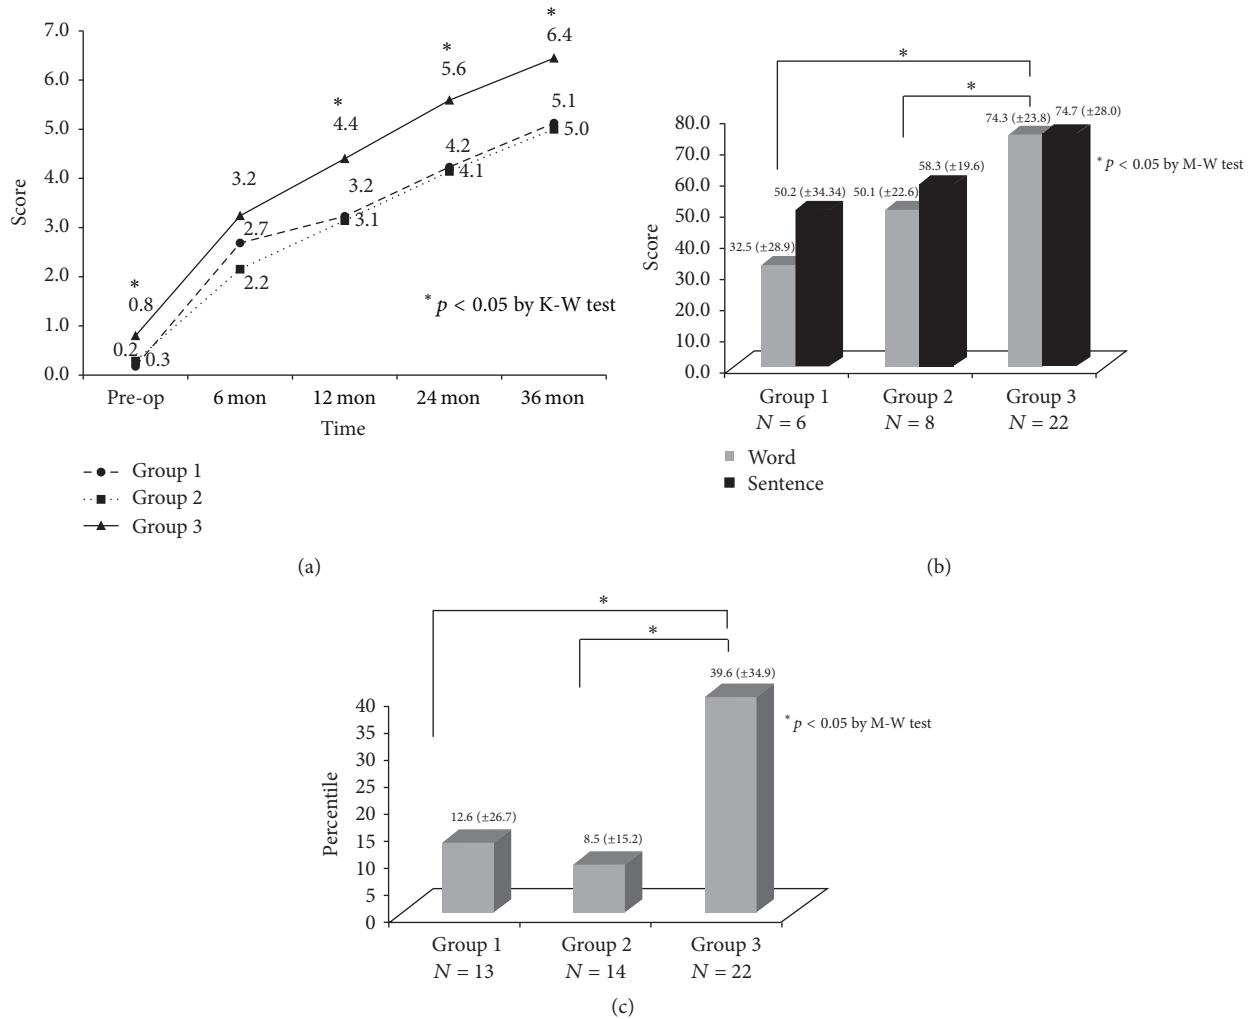 *
6.4
7.0
*
5.6
6.0
*
4.4
5.1
5.0
5.0
4.2
4.1
4.0
3.2
3.2
3.1
3.0
2.7
2.2
2.0
*
0.8
* p < 0.05 by K-W test
1.0
0.2
0.3
0.0
Score
Pre-op 6 mon 12 mon 24 mon 36 mon
Time
Group 1
Group 2
Group 3
(a)
*
*
74.3 (±23.8) 74.7 (±28.0)
80.0
* p < 0.05 by M-W test
70.0
58.3 (±19.6)
60.0
50.2 (±34.34) 50.1 (±22.6)
50.0
40.0
32.5 (±28.9)
30.0
20.0
10.0
0.0
Score
Group 1 Group 2 Group 3
N = 6 N = 8 N = 22
Word
Sentence
(b)
*
*
39.6 (±34.9)
40
* p < 0.05 by M-W test
35
30
25
20
12.6 (±26.7)
15
8.5 (±15.2)
10
5
0
Percentile
Group 1 Group 2 Group 3
N = 13 N = 14 N = 22
(c)